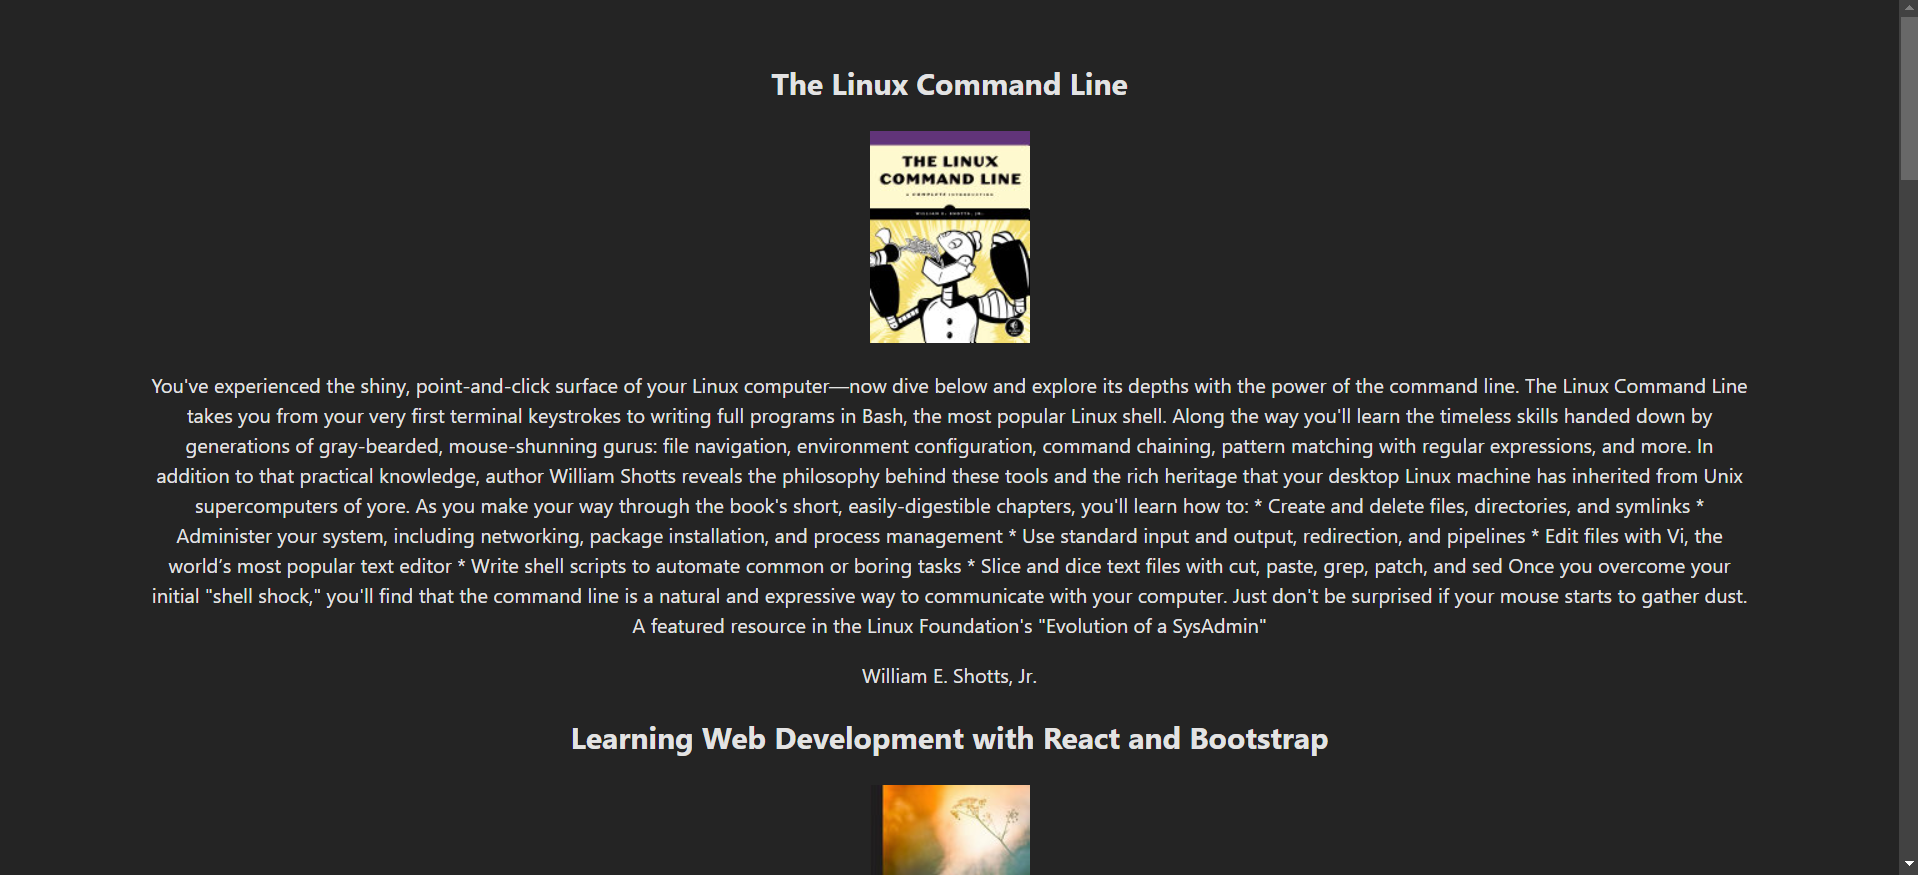 The Linux Command Line
THE LINUX
COMMAND LINE
A COMPLETE INTRODUCTION
WILLIAM E. SHOTTS, JR.
You've experienced the shiny, point-and-click surface of your Linux computer—now dive below and explore its depths with the power of the command line. The Linux Command Line
takes you from your very first terminal keystrokes to writing full programs in Bash, the most popular Linux shell. Along the way you'll learn the timeless skills handed down by
generations of gray-bearded, mouse-shunning gurus: file navigation, environment configuration, command chaining, pattern matching with regular expressions, and more. In
addition to that practical knowledge, author William Shotts reveals the philosophy behind these tools and the rich heritage that your desktop Linux machine has inherited from Unix
supercomputers of yore. As you make your way through the book's short, easily-digestible chapters, you'll learn how to: * Create and delete files, directories, and symlinks *
Administer your system, including networking, package installation, and process management * Use standard input and output, redirection, and pipelines * Edit files with Vi, the
world’s most popular text editor * Write shell scripts to automate common or boring tasks * Slice and dice text files with cut, paste, grep, patch, and sed Once you overcome your
initial "shell shock," you'll find that the command line is a natural and expressive way to communicate with your computer. Just don't be surprised if your mouse starts to gather dust.
A featured resource in the Linux Foundation's "Evolution of a SysAdmin"
William E. Shotts, Jr.
Learning Web Development with React and Bootstrap